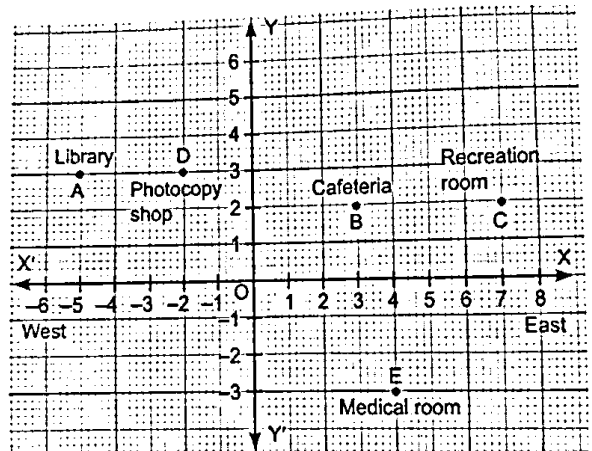 Y
6
5
4
Library D
3
Recreation
room
A Photocopy
shop
Cafeteria
2
B C
1
X' O X
–6 –5 –4 –3 –2 –1 1 2 3 4 5 6 7 8
West East
–1
–2
E
–3
Medical room
Y'